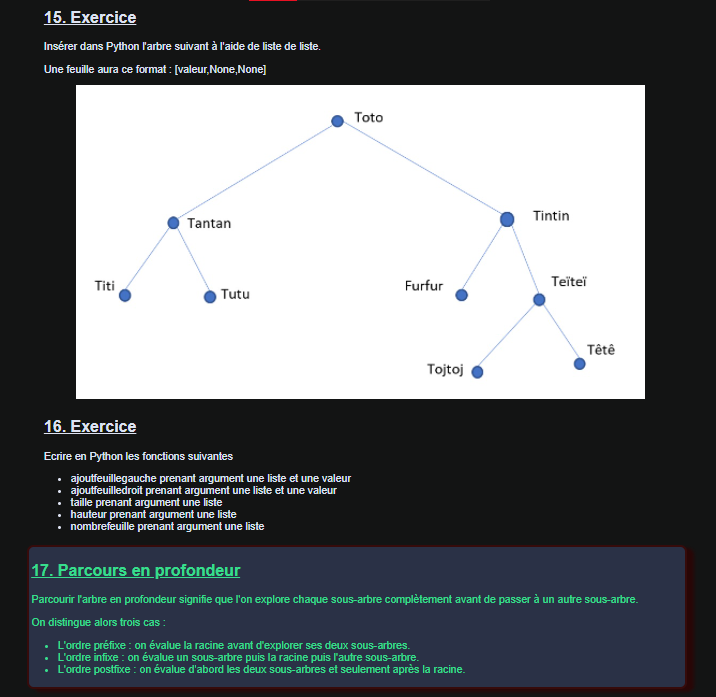 15. Exercice
Insérer dans Python l'arbre suivant à l'aide de liste de liste.
Une feuille aura ce format : [valeur,None,None]
Toto
Tantan
Tintin
Titi
Tutu
Furfur
Teïteï
Tojtoj
Têtê
16. Exercice
Ecrire en Python les fonctions suivantes
• ajoutfeuillegauche prenant argument une liste et une valeur
• ajoutfeuilledroit prenant argument une liste et une valeur
• taille prenant argument une liste
• hauteur prenant argument une liste
• nombrefeuille prenant argument une liste
17. Parcours en profondeur
Parcourir l'arbre en profondeur signifie que l'on explore chaque sous-arbre complètement avant de passer à un autre sous-arbre.
On distingue alors trois cas :
• L'ordre préfixe : on évalue la racine avant d'explorer ses deux sous-arbres.
• L'ordre infixe : on évalue un sous-arbre puis la racine puis l'autre sous-arbre.
• L'ordre postfixe : on évalue d'abord les deux sous-arbres et seulement après la racine.